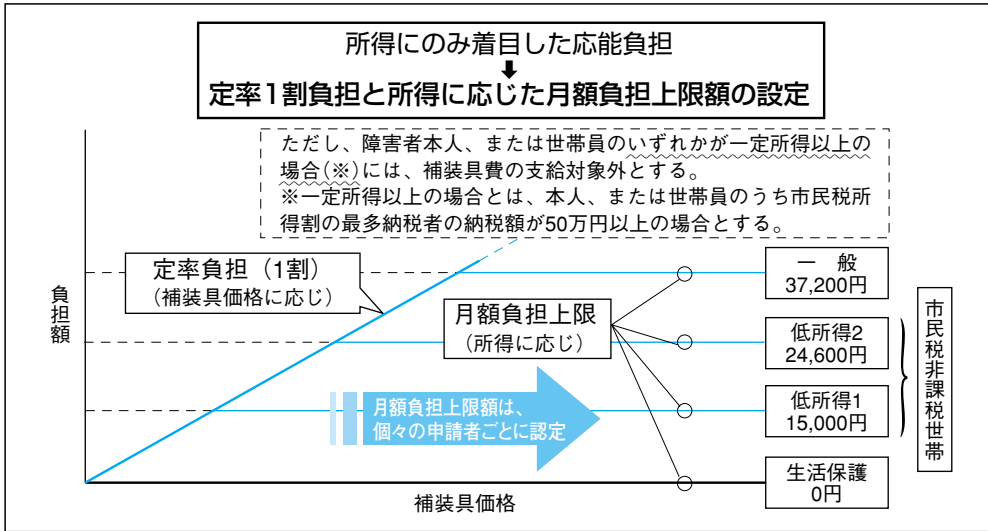 所得にのみ着目した応能負担
定率1割負担と所得に応じた月額負担上限額の設定
ただし、障害者本人、または世帯員のいずれかが一定所得以上の
場合(※)には、補装具費の支給対象外とする。
※一定所得以上の場合とは、本人、または世帯員のうち市民税所
得割の最多納税者の納税額が50万円以上の場合とする。
定率負担（1割）
（補装具価格に応じ）
負担額
月額負担上限
（所得に応じ）
月額負担上限額は、
個々の申請者ごとに認定
一 般
37,200円
低所得2
24,600円
低所得1
15,000円
生活保護
0円
市民税非課税世帯
補装具価格